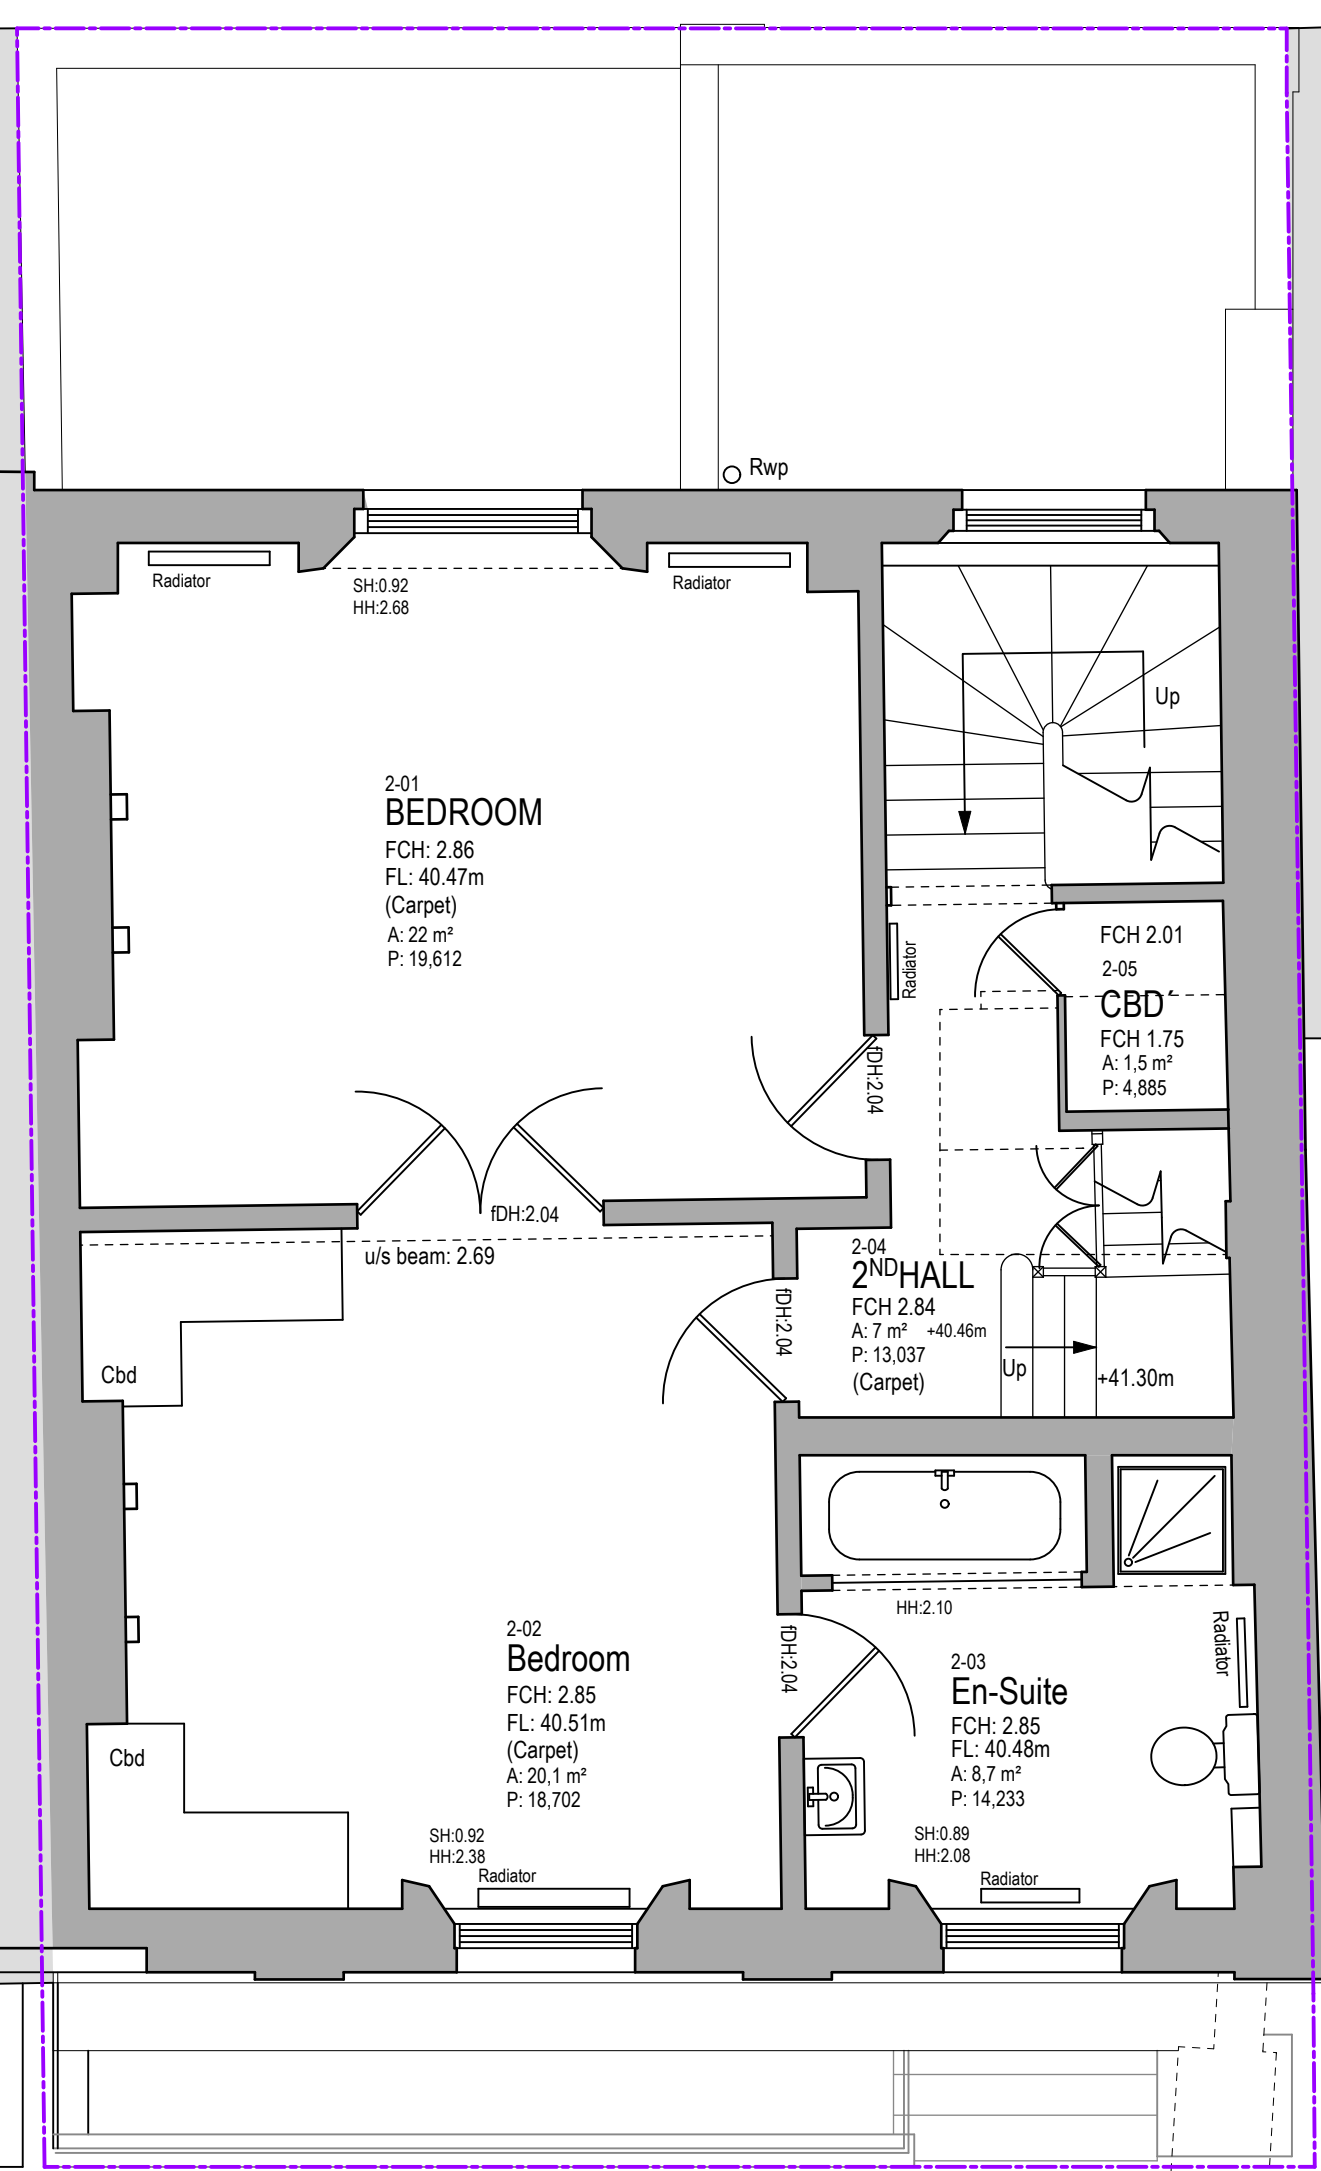 Rwp
Radiator
SH:0.92
HH:2.68
Radiator
Up
2-01
BEDROOM
FCH: 2.86
FL: 40.47m
(Carpet)
A: 22 m²
P: 19,612
Radiator
FCH 2.01
2-05
CBD´
FCH 1.75
A: 1,5 m²
P: 4,885
fDH:2.04
fDH:2.04
u/s beam: 2.69
2-04
2ND HALL
FCH 2.84
A: 7 m² +40.46m
P: 13,037
(Carpet)
fDH:2.04
Up
+41.30m
Cbd
HH:2.10
Radiator
fDH:2.04
2-02
Bedroom
FCH: 2.85
FL: 40.51m
(Carpet)
A: 20,1 m²
P: 18,702
2-03
En-Suite
FCH: 2.85
FL: 40.48m
A: 8,7 m²
P: 14,233
Cbd
SH:0.92
HH:2.38
Radiator
SH:0.89
HH:2.08
Radiator